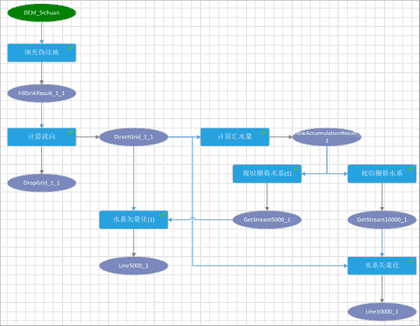 DEM_Sichuan
填充伪洼地
FillSinkResult_1_1
计算流向
DirectGrid_1_1
计算汇水量
wAccumulationResul
1
DropGrid_1_1
提取栅格水系(1)
提取栅格水系
水系矢量化(1)
GetStream5000_1
GetStream10000_1
Line5000_1
水系矢量化
Line10000_1